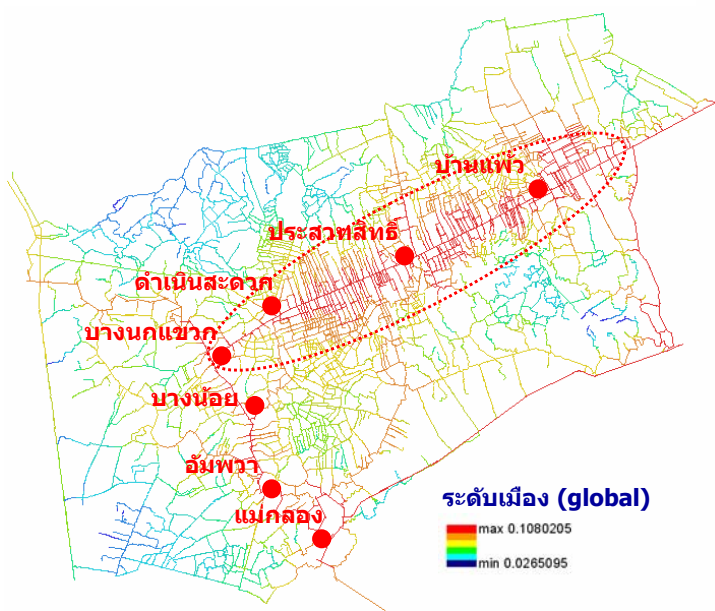 บ้านแพ้ว
ประสาทสิทธิ์
ดำเนินสะดวก
บางนกแขวก
บางน้อย
อัมพวา
แม่กลอง
ระดับเมือง (global)
max 0.1080205
min 0.0265095